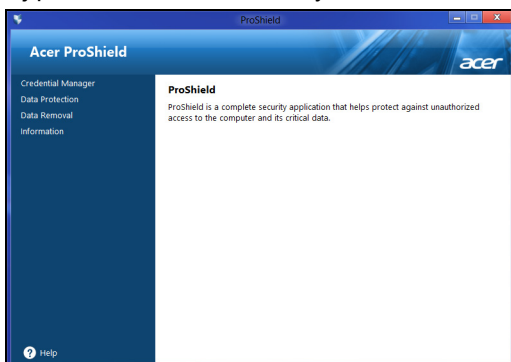 ProShield
Acer ProShield
acer
Credential Manager
Data Protection
Data Removal
Information
ProShield
ProShield is a complete security application that helps protect against unauthorized
access to the computer and its critical data.
? Help